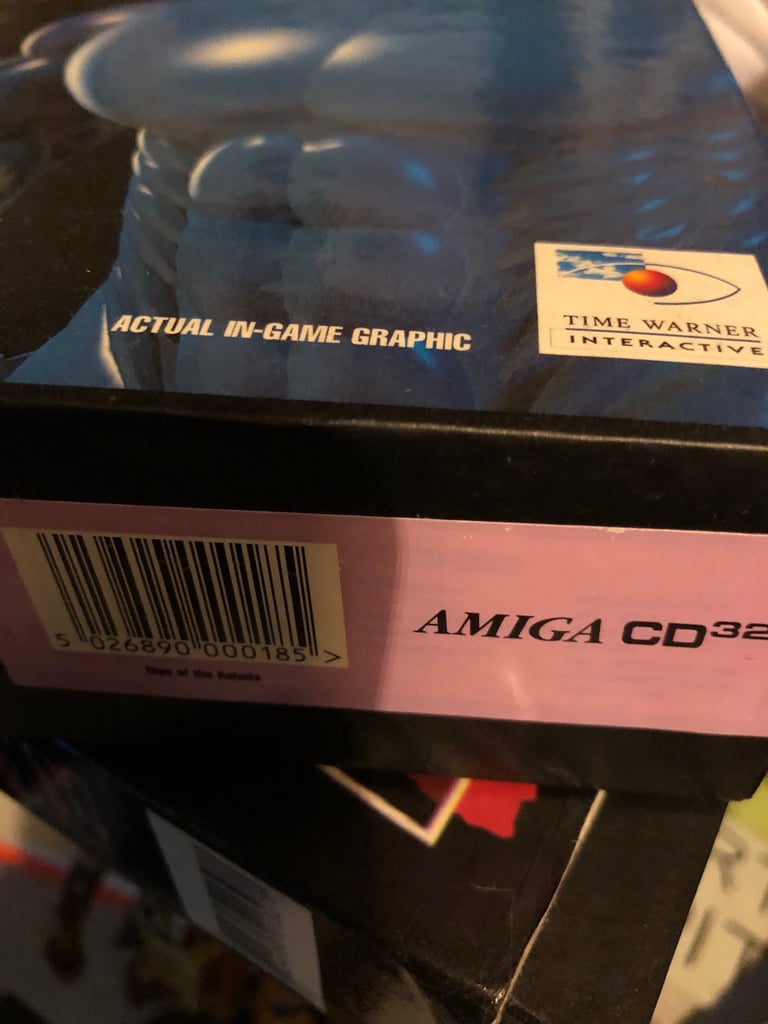 ACTUAL IN-GAME GRAPHIC
TIME WARNER
INTERACTIVE
5 026890 000185 >
Rise of the Robots
AMIGA CD32